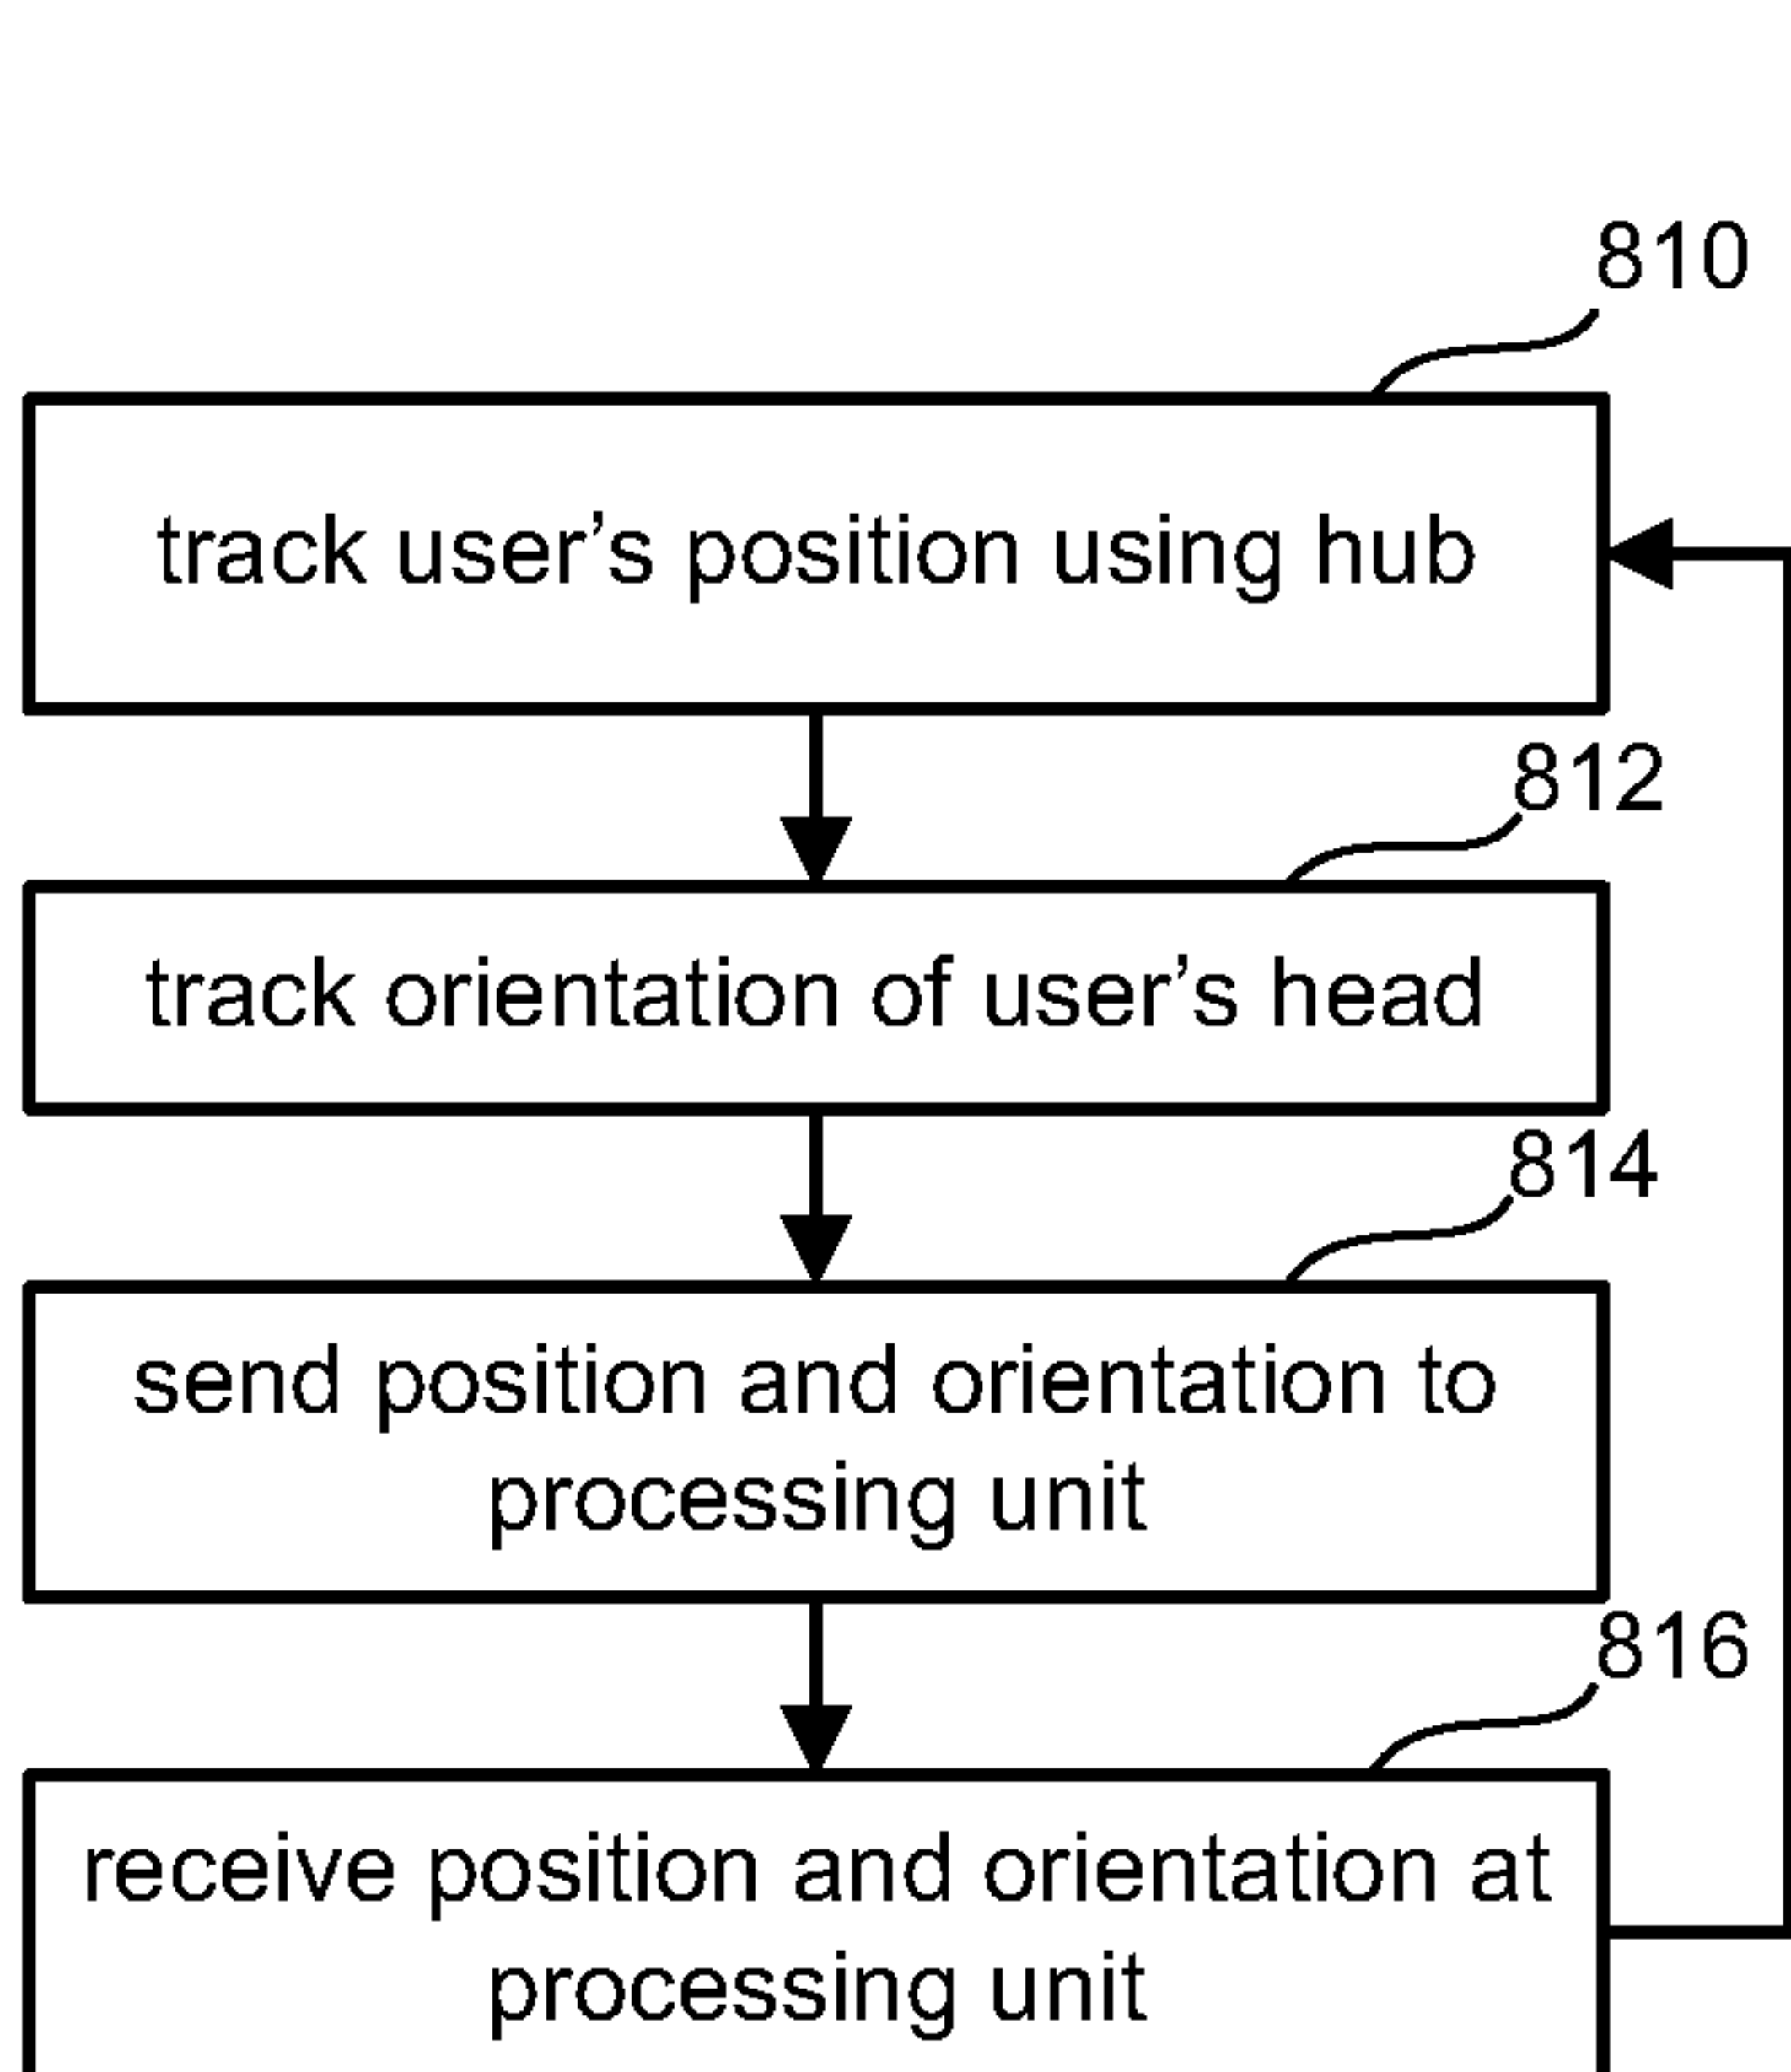 810
track user’s position using hub
812
track orientation of user’s head
814
send position and orientation to
processing unit
816
receive position and orientation at
processing unit